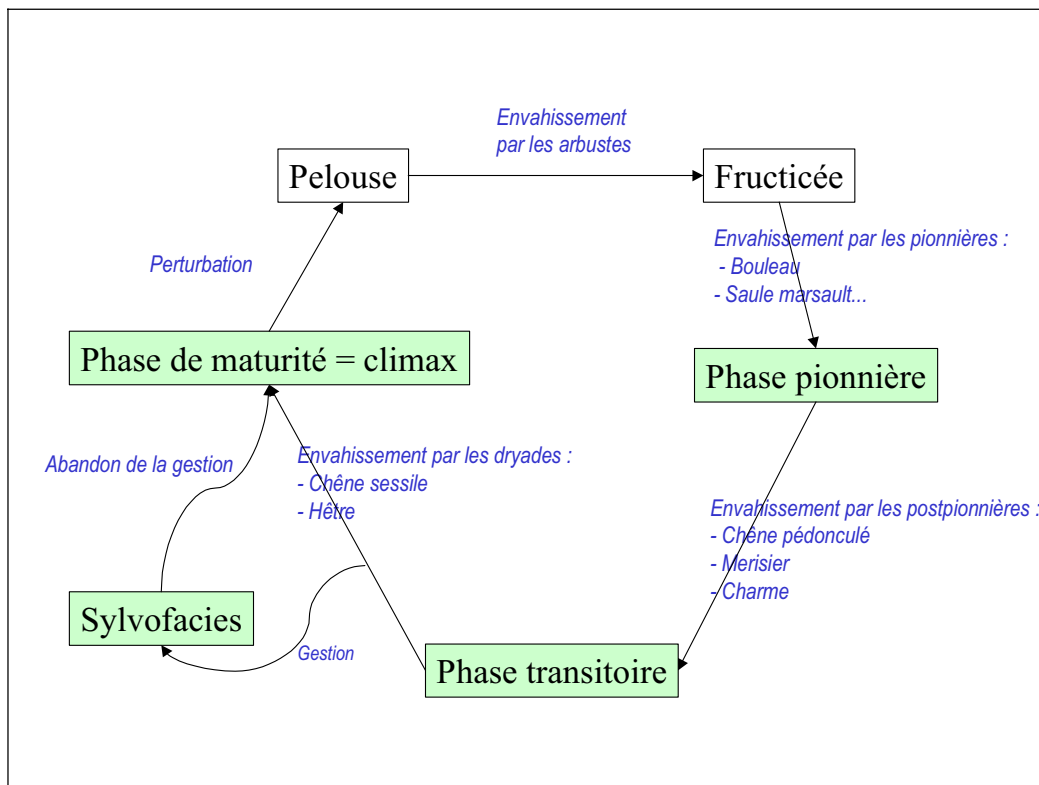 Envahissement
par les arbustes
Pelouse
Fructicée
Envahissement par les pionnières :
- Bouleau
- Saule marsault...
Perturbation
Phase de maturité = climax
Phase pionnière
Abandon de la gestion
Envahissement par les dryades :
- Chêne sessile
- Hêtre
Envahissement par les postpionnières :
- Chêne pédonculé
- Merisier
- Charme
Sylvofacies
Gestion
Phase transitoire